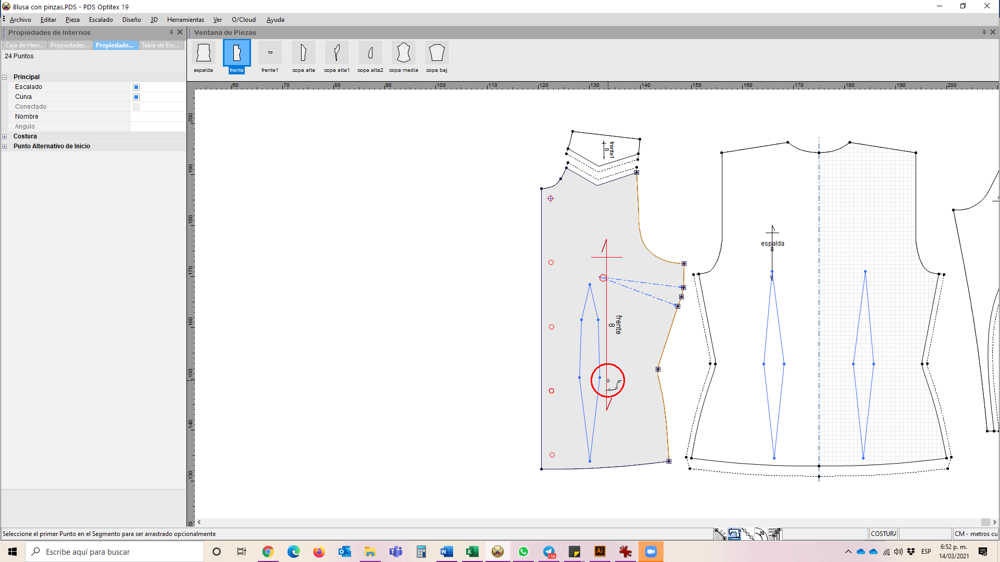 Blusa con pinzas.PDS - PDS Optitex 19
Archivo Editar Pieza Escalado Diseño 3D Herramientas Ver O/Cloud Ayuda
Propiedades de Internos
Caja de Herr... Propiedades... Propiedade... Tabla de Esc...
24 Puntos
Principal
Escalado
Curva
Conectado
Nombre
Angulo
Costura
Punto Alternativo de Inicio
Ventana de Piezas
espalda frente frente1 copa alta copa alta1 copa alta2 copa media copa baj
60 70 80 90 100 110 120 130 140 150 160 170 180 190 200
200
190
180
170
160
150
140
130
frente1
8
frente
8
espalda
8
Seleccione el primer Punto en el Segmento para ser arrastrado opcionalmente
COSTURA
CM - metros cu
Escribe aquí para buscar
156
ESP
6:52 p. m.
14/03/2021